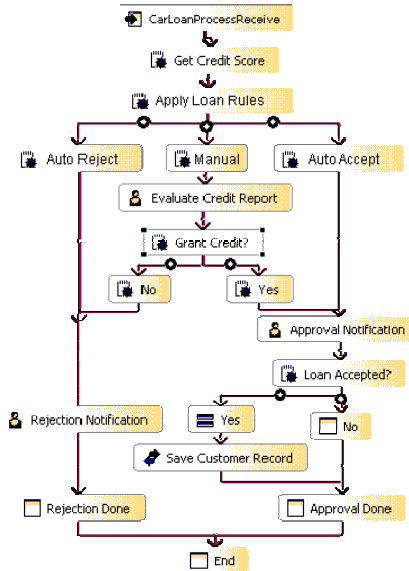 CarLoanProcessReceive
Get Credit Score
Apply Loan Rules
Auto Reject
Manual
Auto Accept
Evaluate Credit Report
Grant Credit?
No
Yes
Approval Notification
Loan Accepted?
Rejection Notification
Yes
No
Save Customer Record
Rejection Done
Approval Done
End